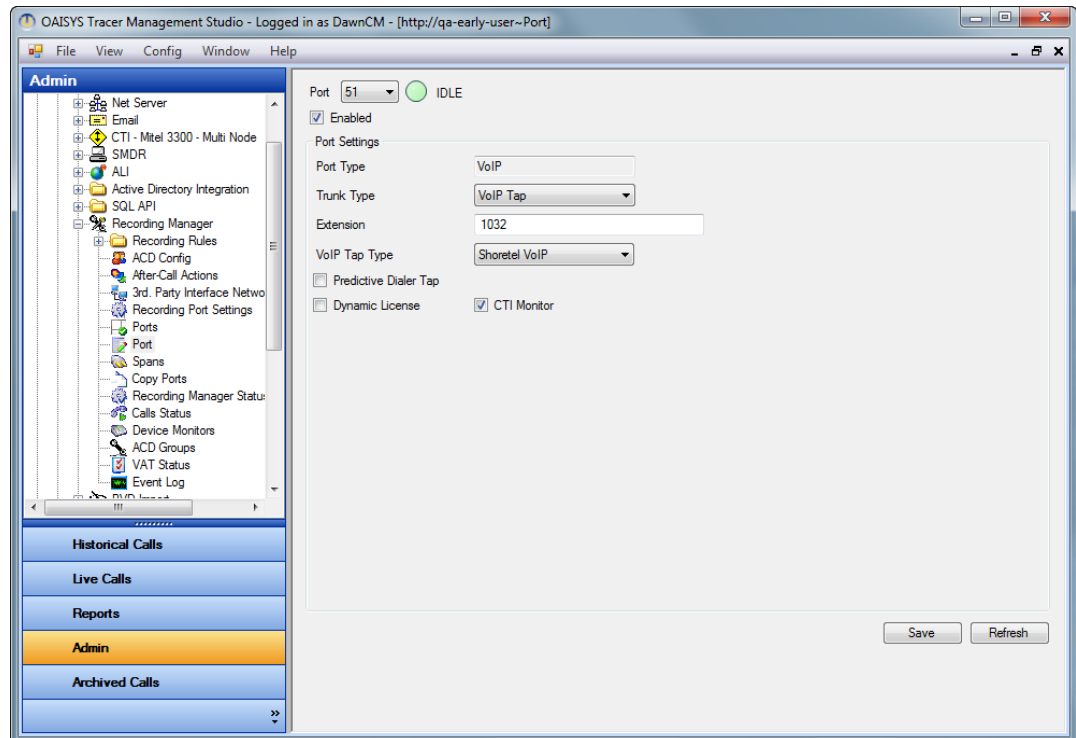 OAISYS Tracer Management Studio - Logged in as DawnCM - [http://qa-early-user~Port]
File View Config Window Help
Admin
Net Server
Email
CTI - Mitel 3300 - Multi Node
SMDR
ALI
Active Directory Integration
SQL API
Recording Manager
Recording Rules
ACD Config
After-Call Actions
3rd. Party Interface Netwo
Recording Port Settings
Ports
Port
Spans
Copy Ports
Recording Manager Statu
Calls Status
Device Monitors
ACD Groups
VAT Status
Event Log
Historical Calls
Live Calls
Reports
Admin
Archived Calls
Port 51 IDLE
Enabled
Port Settings
Port Type VoIP
Trunk Type VoIP Tap
Extension 1032
VoIP Tap Type Shoretel VoIP
Predictive Dialer Tap
Dynamic License CTI Monitor
Save Refresh